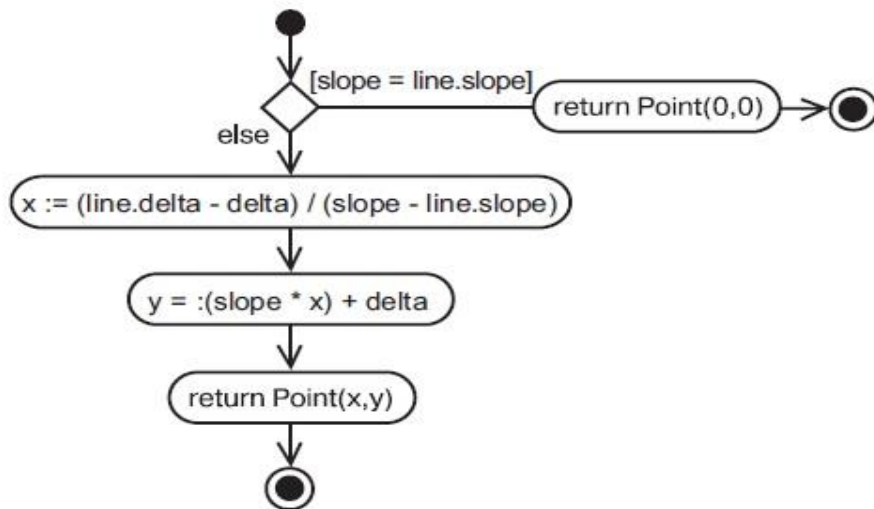 [slope = line.slope]
return Point(0,0)
else
x := (line.delta - delta) / (slope - line.slope)
y = :(slope * x) + delta
return Point(x,y)